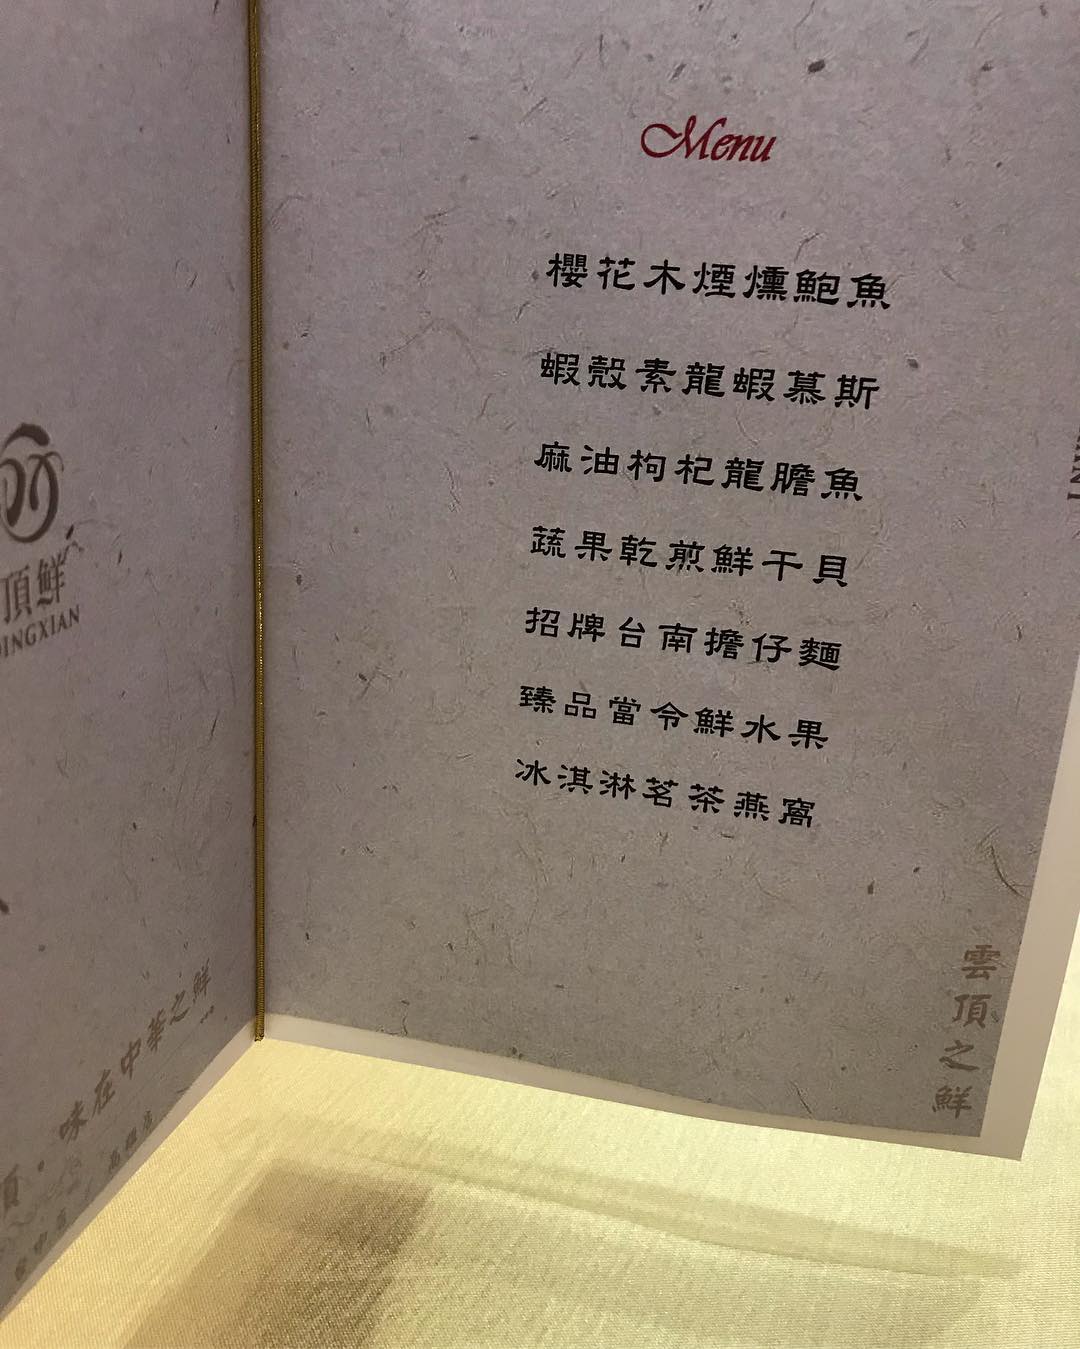 頂鮮
DINGXIAN
味在中華之鮮...
Menu
櫻花木煙燻鮑魚
蝦殼素龍蝦慕斯
麻油枸杞龍膽魚
蔬果乾煎鮮干貝
招牌台南擔仔麵
臻品當令鮮水果
冰淇淋茗茶燕窩
雲頂之鮮